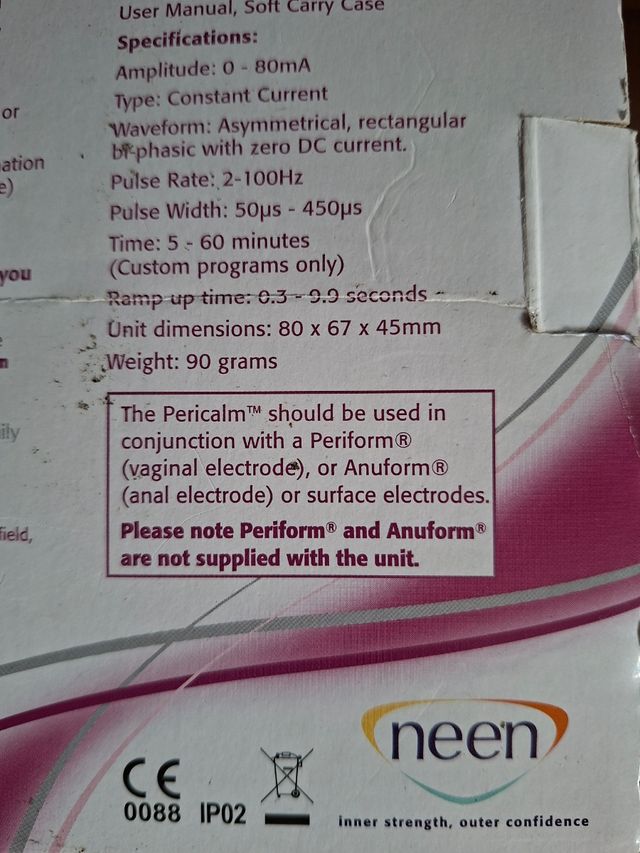 User Manual, Soft Carry Case
Specifications:
Amplitude: 0 - 80mA
Type: Constant Current
Waveform: Asymmetrical, rectangular
bi-phasic with zero DC current.
Pulse Rate: 2-100Hz
Pulse Width: 50µs - 450µs
Time: 5 - 60 minutes
(Custom programs only)
Ramp up time: 0.3 - 9.9 seconds
Unit dimensions: 80 x 67 x 45mm
Weight: 90 grams
The Pericalm™ should be used in
conjunction with a Periform®
(vaginal electrode), or Anuform®
(anal electrode) or surface electrodes.
Please note Periform® and Anuform®
are not supplied with the unit.
or
you
CE
0088 IP02
neen
inner strength, outer confidence